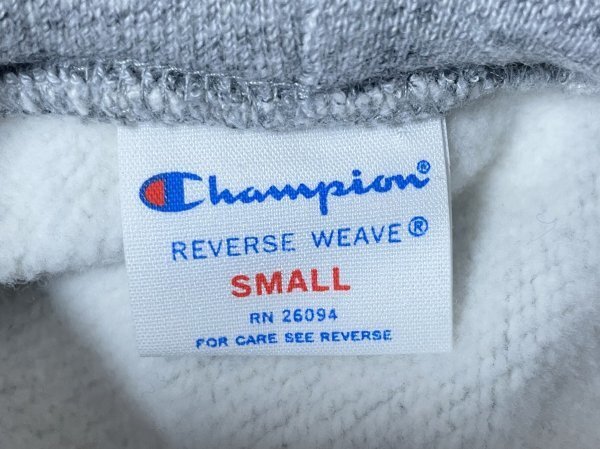 Champion®
REVERSE WEAVE®
SMALL
RN 26094
FOR CARE SEE REVERSE